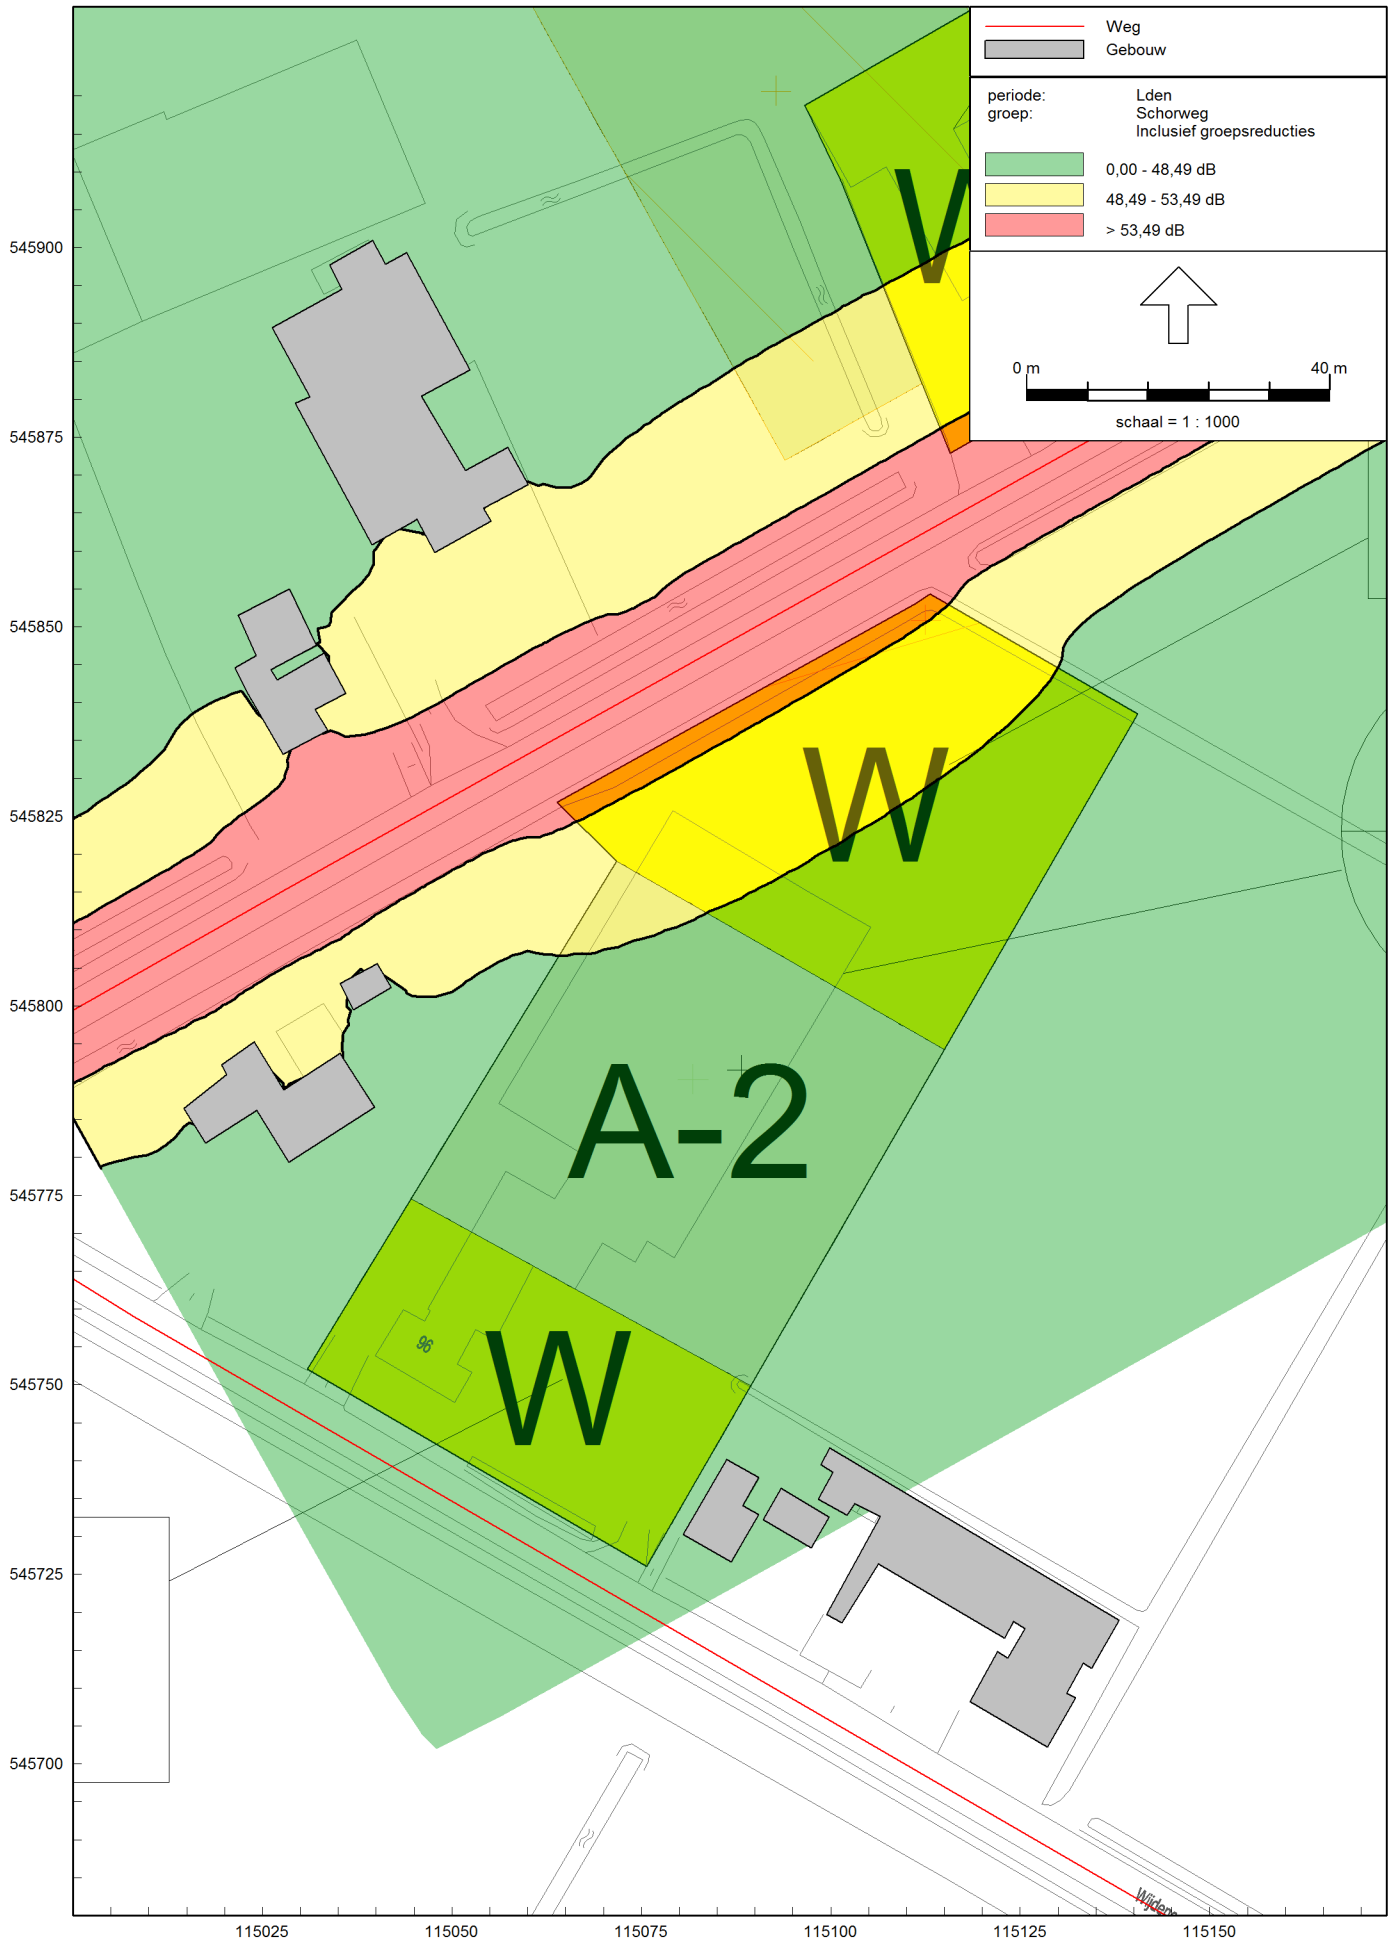 Weg
Gebouw
periode: Lden
groep: Schorweg
Inclusief groepsreducties
0,00 - 48,49 dB
48,49 - 53,49 dB
> 53,49 dB
0 m 40 m
schaal = 1 : 1000
W
W
A-2
W
96
545900
545875
545850
545825
545800
545775
545750
545725
545700
115025 115050 115075 115100 115125 115150